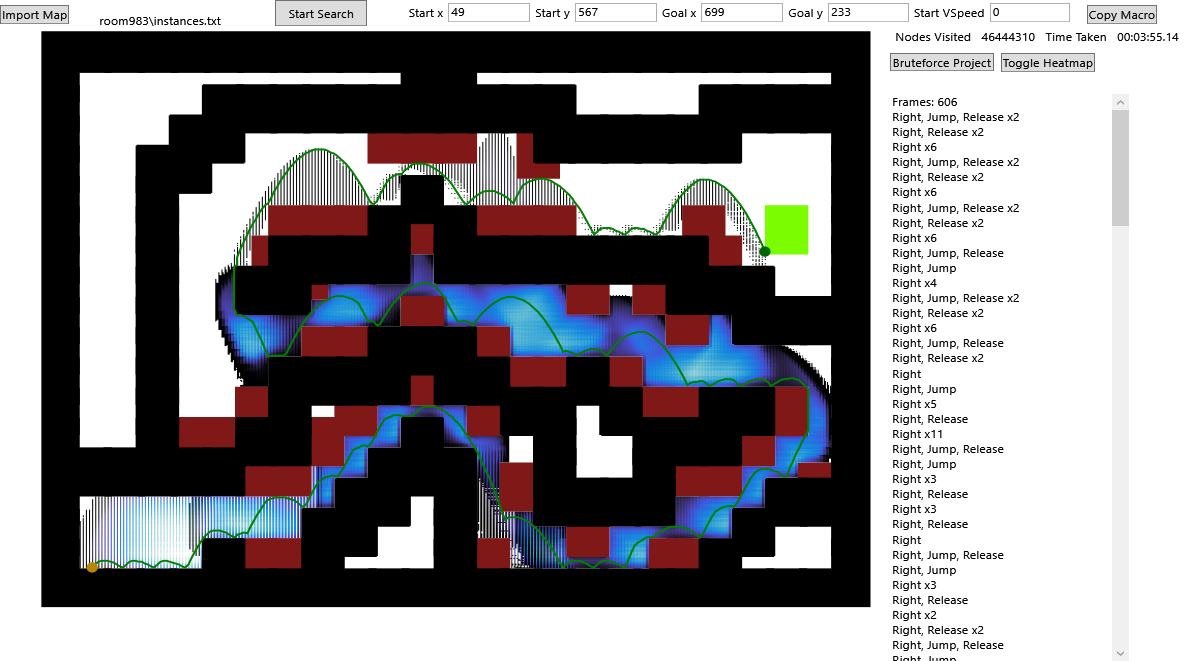 Import Map room983\instances.txt Start Search Start x 49 Start y 567 Goal x 699 Goal y 233 Start VSpeed 0 Copy Macro
Nodes Visited 46444310 Time Taken 00:03:55.14
Bruteforce Project Toggle Heatmap
Frames: 606
Right, Jump, Release x2
Right, Release x2
Right x6
Right, Jump, Release x2
Right, Release x2
Right x6
Right, Jump, Release x2
Right, Release x2
Right x6
Right, Jump, Release
Right, Jump
Right x4
Right, Jump, Release x2
Right, Release x2
Right x6
Right, Jump, Release
Right, Release x2
Right
Right, Jump
Right x5
Right, Release
Right x11
Right, Jump, Release
Right, Jump
Right x3
Right, Release
Right x3
Right, Release
Right
Right, Jump, Release
Right, Jump
Right x3
Right, Release
Right x2
Right, Release x2
Right, Jump, Release
Right, Jump